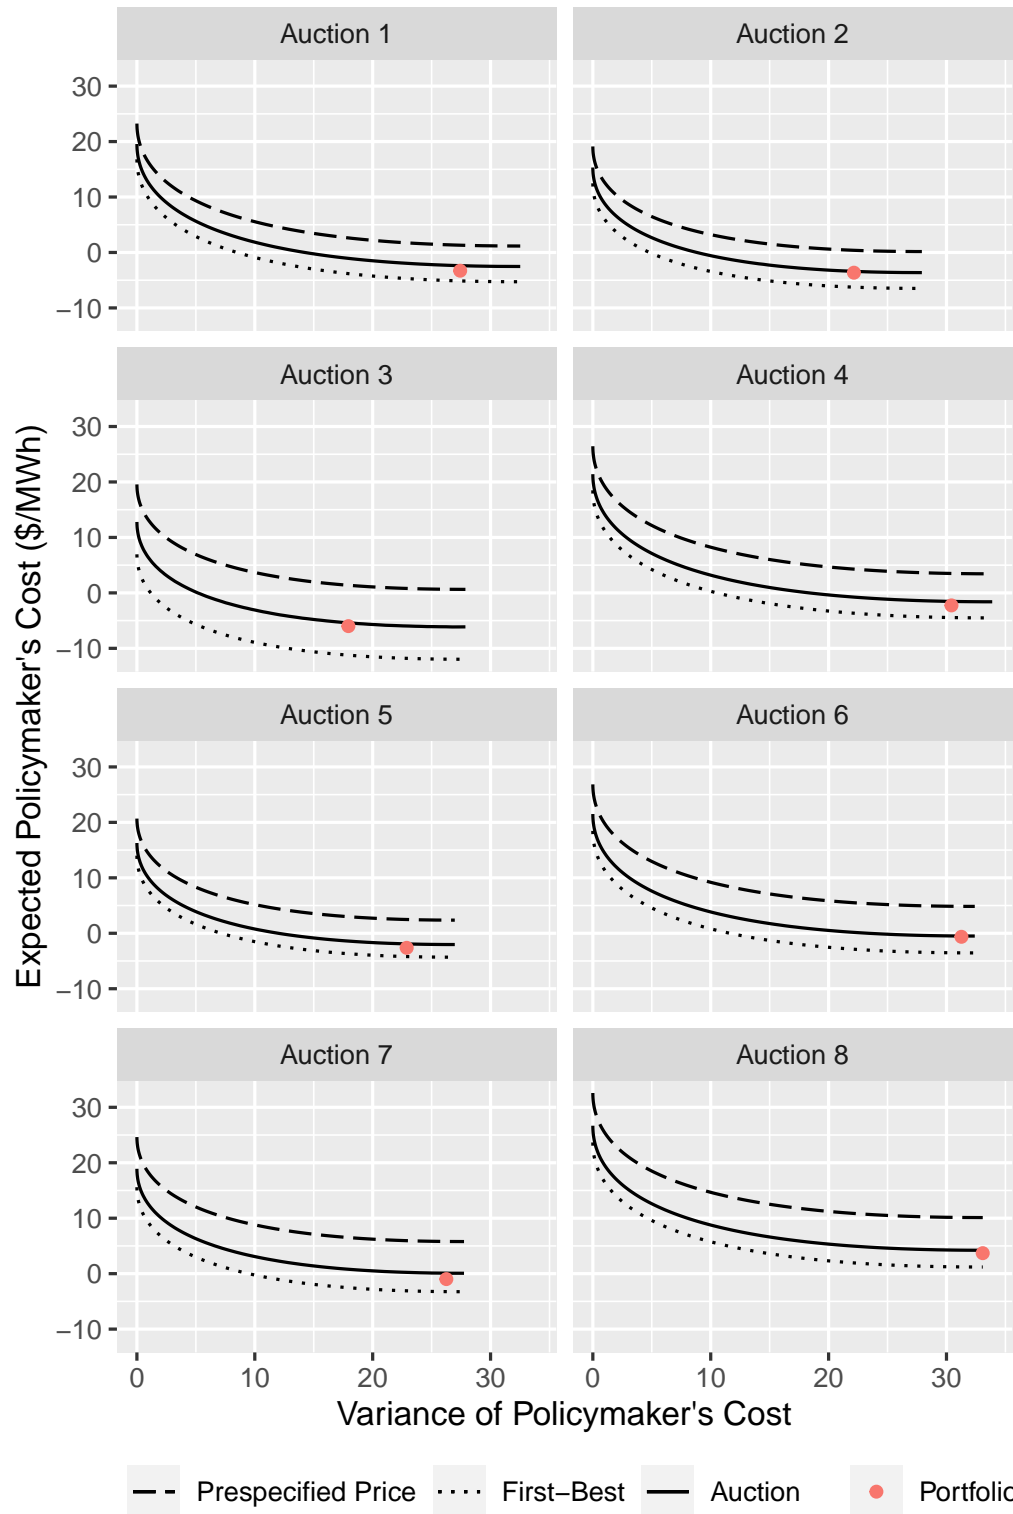 Auction 1
Auction 2
30
20
10
0
−10
Auction 3
Auction 4
30
20
10
0
−10
Expected Policymaker's Cost ($/MWh)
Auction 5
Auction 6
30
20
10
0
−10
Auction 7
Auction 8
30
20
10
0
−10
0 10 20 30
0 10 20 30
Variance of Policymaker's Cost
Prespecified Price First−Best Auction Portfolio